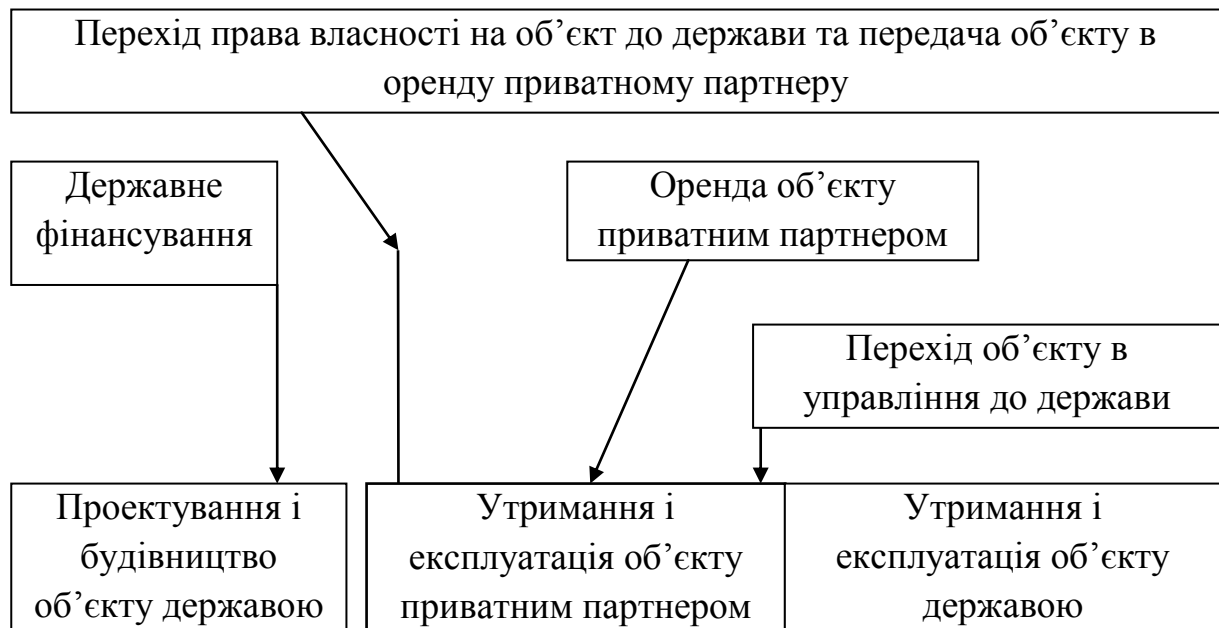 Перехід права власності на об’єкт до держави та передача об’єкту в
оренду приватному партнеру
Державне
фінансування
Оренда об’єкту
приватним партнером
Перехід об’єкту в
управління до держави
Проектування і
будівництво
об’єкту державою
Утримання і
експлуатація об’єкту
приватним партнером
Утримання і
експлуатація об’єкту
державою